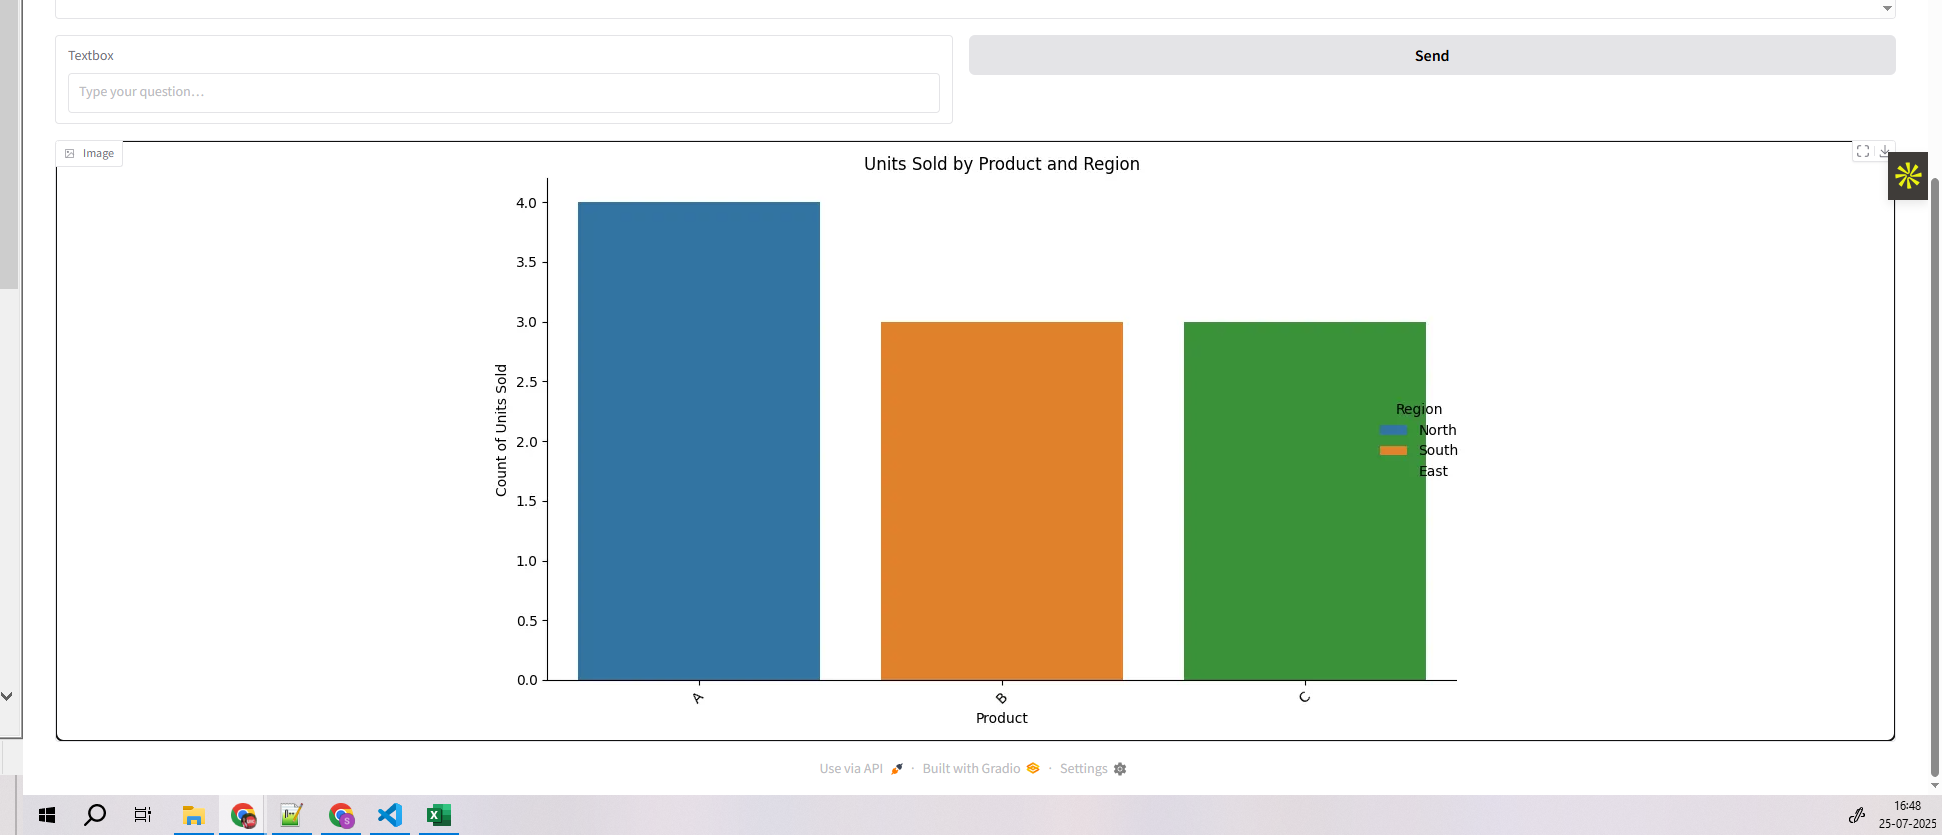 Textbox
Send
Type your question...
Image
Units Sold by Product and Region
4.0
3.5
3.0
2.5
2.0
1.5
1.0
0.5
0.0
Count of Units Sold
Region
North
South
East
A
B
C
Product
Use via API · Built with Gradio · Settings
16:48
25-07-2025